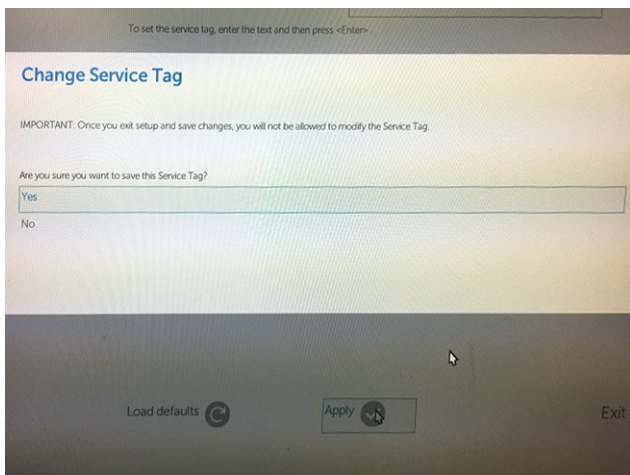 To set the service tag, enter the text and then press <Enter>
Change Service Tag
IMPORTANT: Once you exit setup and save changes, you will not be allowed to modify the Service Tag.
Are you sure you want to save this Service Tag?
Yes
No
Load defaults
Apply
Exit